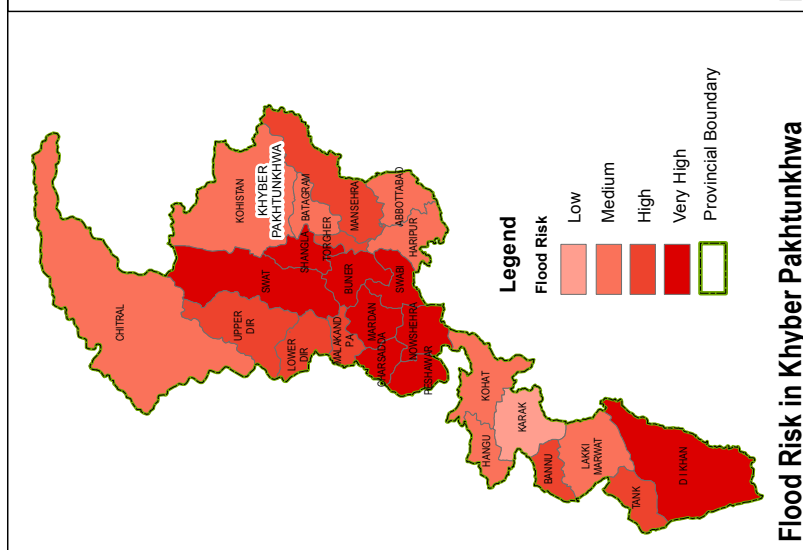 CHITRAL
KOHISTAN
KHYBER
PAKHTUNKHWA
UPPER
DIR
SWAT
SHANGLA
BATAGRAM
TORGHER
MANSEHRA
LOWER
DIR
BUNER
ABBOTTABAD
HARIPUR
MALAKAND
P.A
SWABI
MARDAN
CHARSADDA
NOWSHEHRA
PESHAWAR
KOHAT
HANGU
KARAK
BANNU
LAKKI
MARWAT
TANK
D I KHAN
Legend
Flood Risk
Low
Medium
High
Very High
Provincial Boundary
Flood Risk in Khyber Pakhtunkhwa